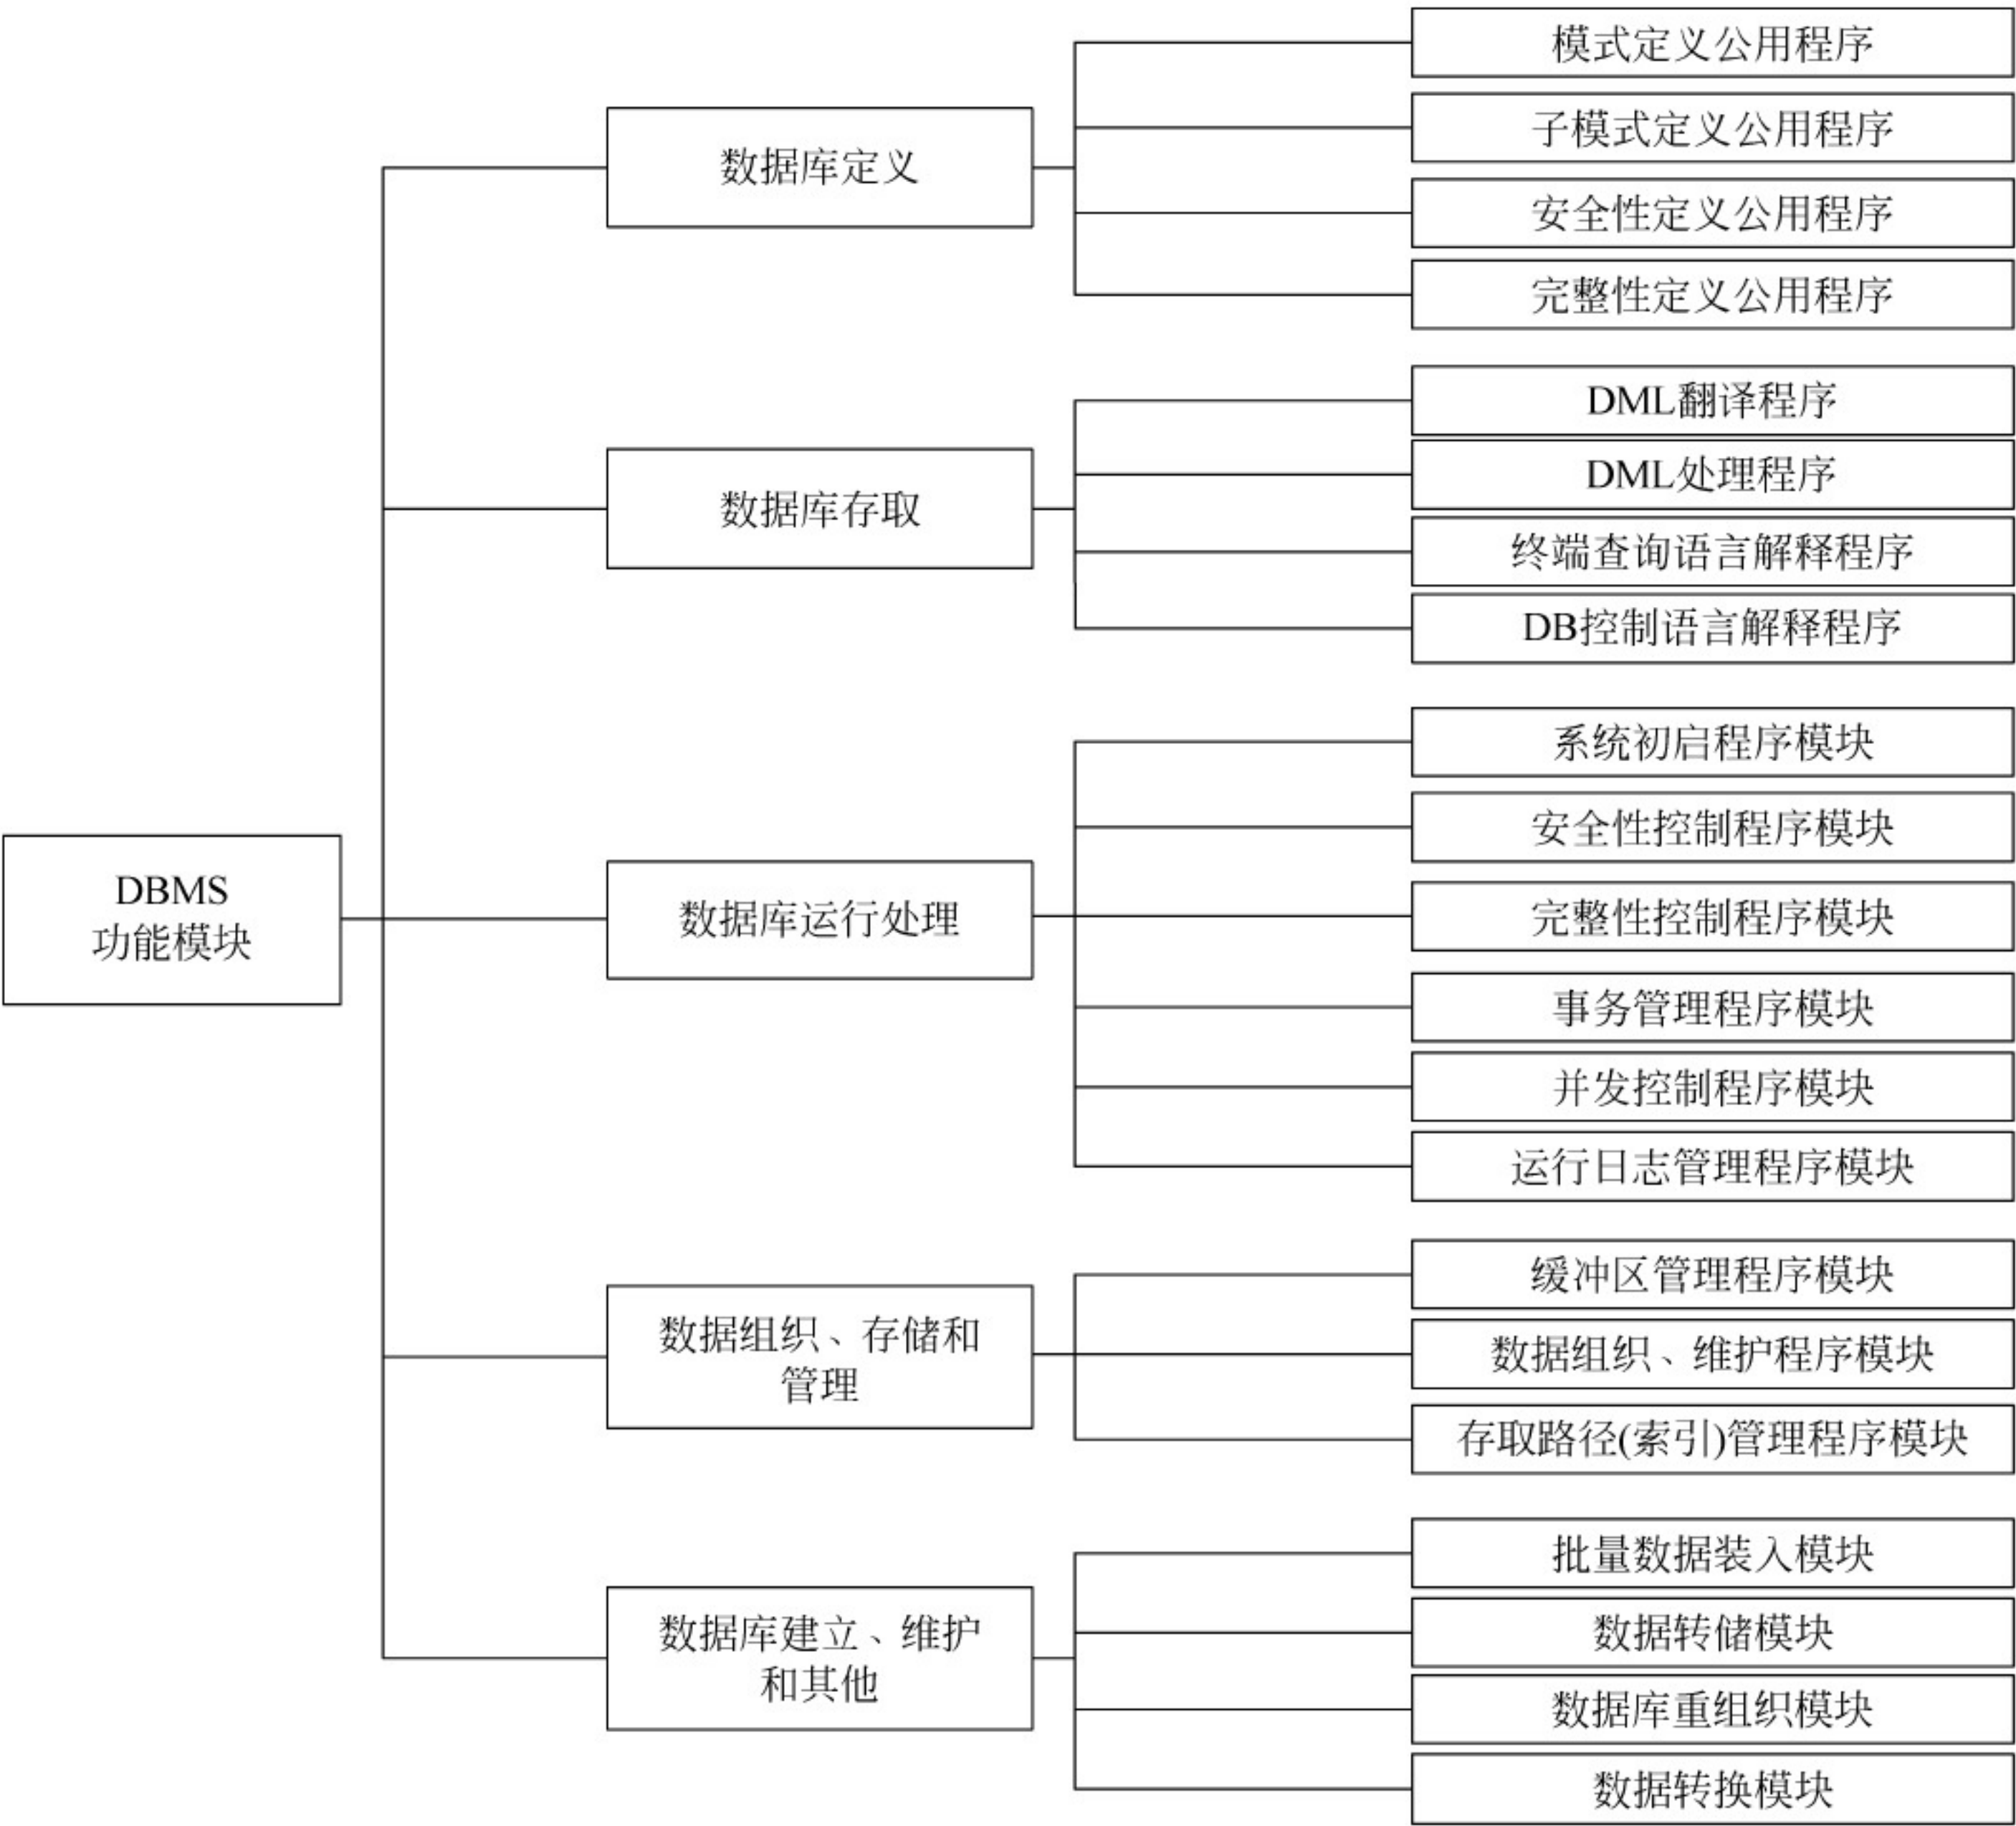 DBMS
功能模块
数据库定义
模式定义公用程序
子模式定义公用程序
安全性定义公用程序
完整性定义公用程序
数据库存取
DML翻译程序
DML处理程序
终端查询语言解释程序
DB控制语言解释程序
数据库运行处理
系统初启程序模块
安全性控制程序模块
完整性控制程序模块
事务管理程序模块
并发控制程序模块
运行日志管理程序模块
数据组织、存储和
管理
缓冲区管理程序模块
数据组织、维护程序模块
存取路径(索引)管理程序模块
数据库建立、维护
和其他
批量数据装入模块
数据转储模块
数据库重组织模块
数据转换模块